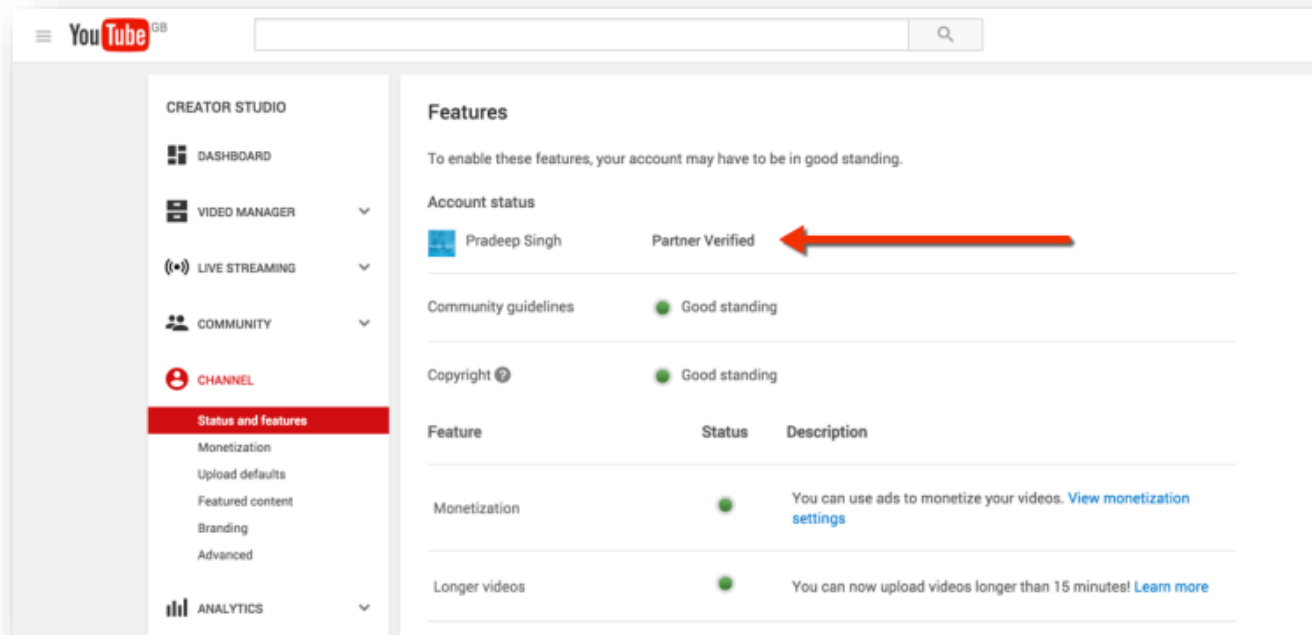 YouTube GB
CREATOR STUDIO
DASHBOARD
VIDEO MANAGER
LIVE STREAMING
COMMUNITY
CHANNEL
Status and features
Monetization
Upload defaults
Featured content
Branding
Advanced
ANALYTICS
Features
To enable these features, your account may have to be in good standing.
Account status
Pradeep Singh Partner Verified
Community guidelines Good standing
Copyright ? Good standing
Feature Status Description
Monetization You can use ads to monetize your videos. View monetization
settings
Longer videos You can now upload videos longer than 15 minutes! Learn more